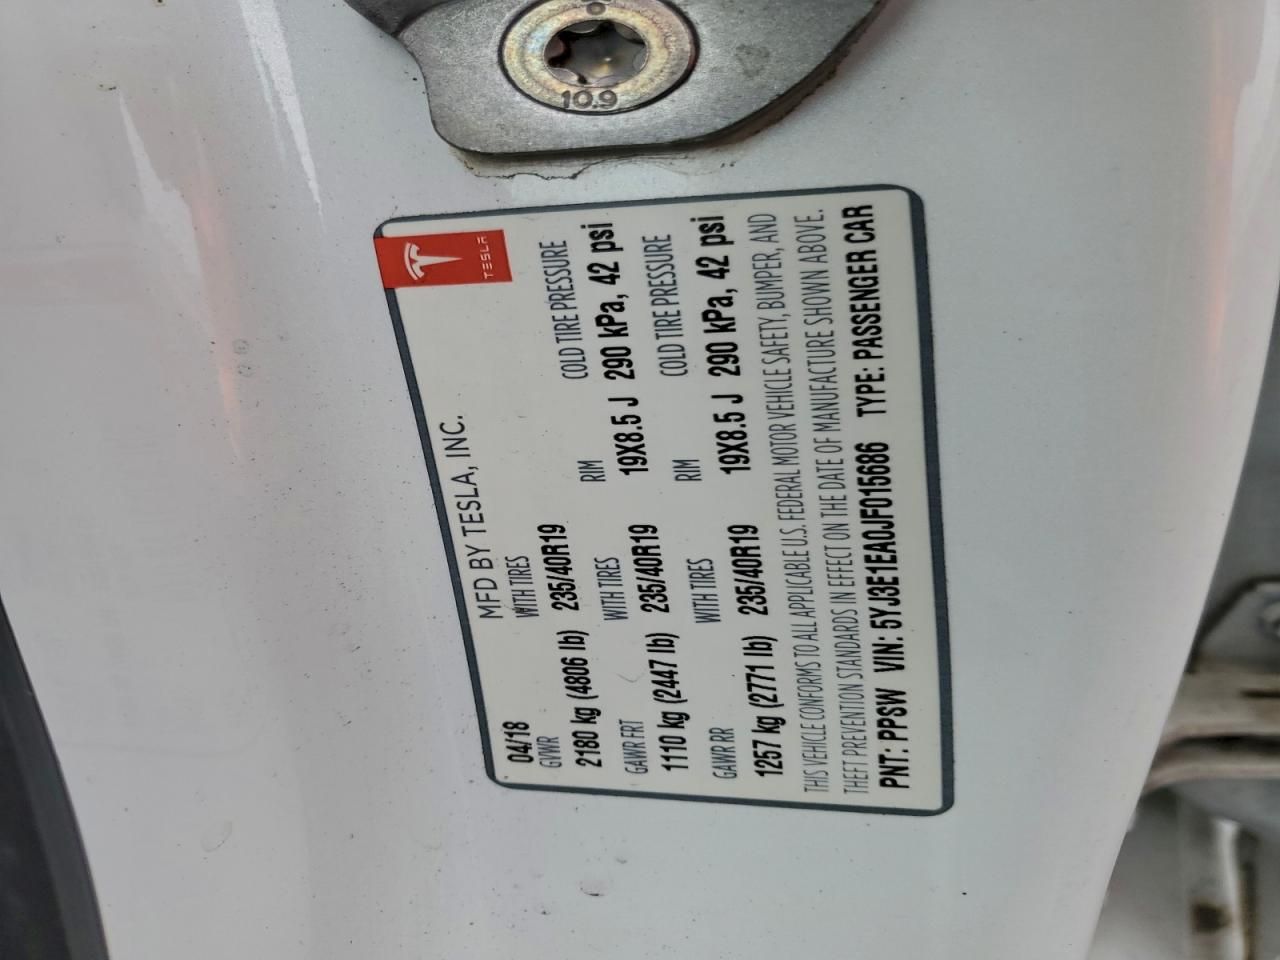 10.9
TESLA
MFD BY TESLA, INC.
04/18
GVWR WITH TIRES RIM COLD TIRE PRESSURE
2180 kg (4806 lb) 235/40R19 19X8.5 J 290 kPa, 42 psi
GAWR FRT WITH TIRES RIM COLD TIRE PRESSURE
1110 kg (2447 lb) 235/40R19 19X8.5 J 290 kPa, 42 psi
GAWR RR WITH TIRES
1257 kg (2771 lb) 235/40R19
THIS VEHICLE CONFORMS TO ALL APPLICABLE U.S. FEDERAL MOTOR VEHICLE SAFETY, BUMPER, AND
THEFT PREVENTION STANDARDS IN EFFECT ON THE DATE OF MANUFACTURE SHOWN ABOVE.
PNT: PPSW VIN: 5YJ3E1EA0JF015686 TYPE: PASSENGER CAR